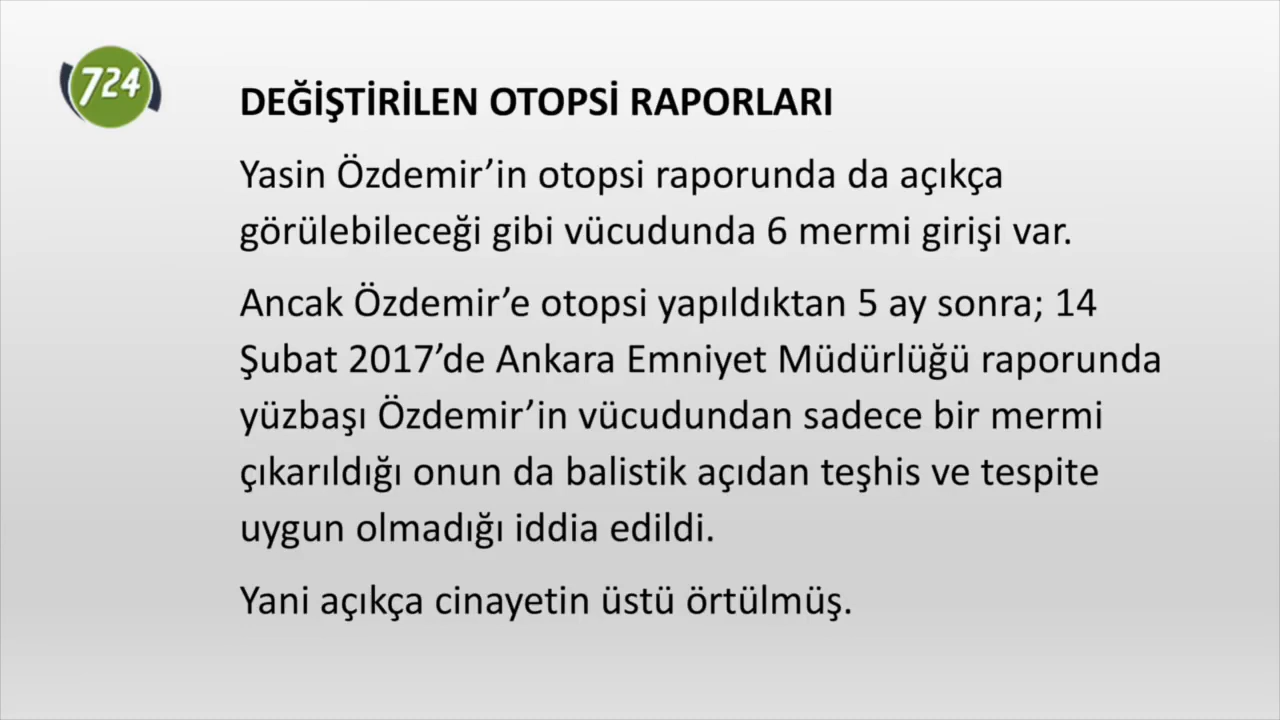 724
DEĞİŞTİRİLEN OTOPSİ RAPORLARI
Yasin Özdemir’in otopsi raporunda da açıkça
görülebileceği gibi vücudunda 6 mermi girişi var.
Ancak Özdemir’e otopsi yapıldıktan 5 ay sonra; 14
Şubat 2017’de Ankara Emniyet Müdürlüğü raporunda
yüzbaşı Özdemir’in vücudundan sadece bir mermi
çıkarıldığı onun da balistik açıdan teşhis ve tespite
uygun olmadığı iddia edildi.
Yani açıkça cinayetin üstü örtülmüş.